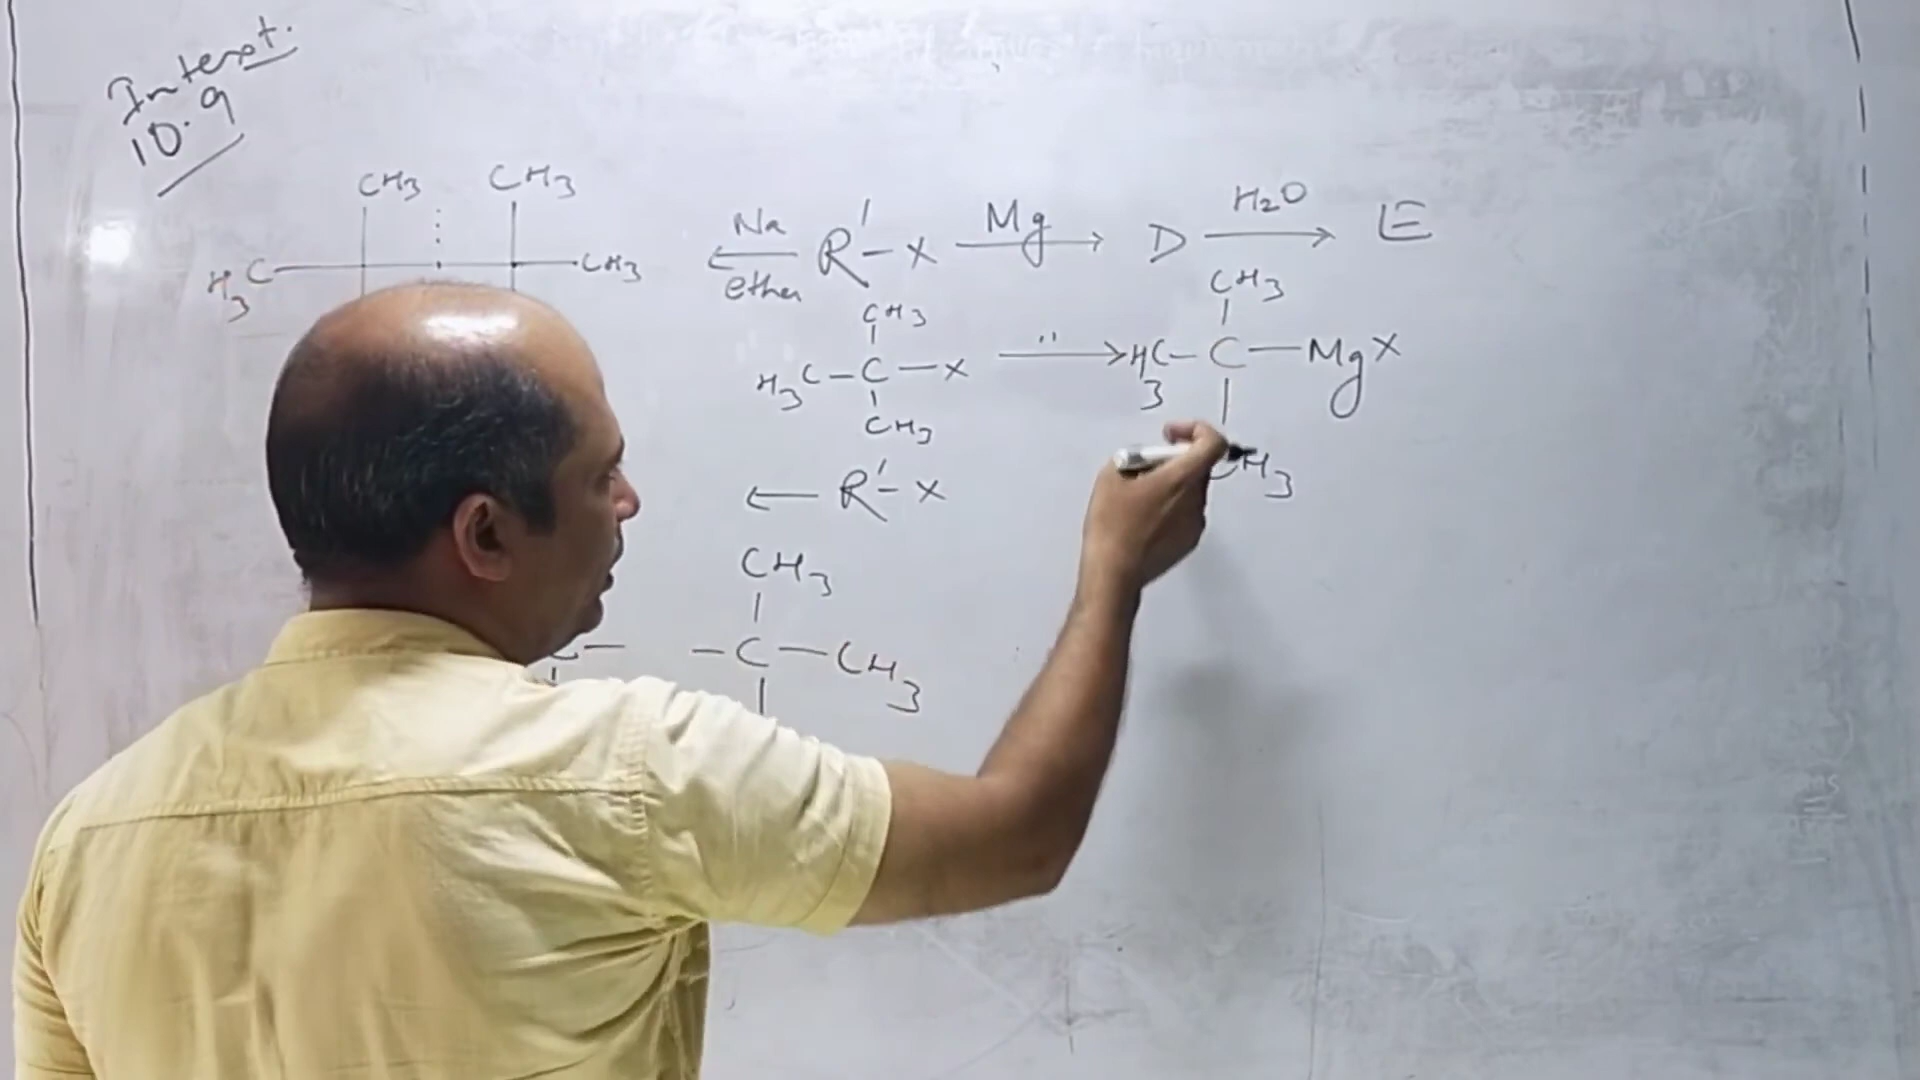 Intext.
10.9
CH3 CH3
H3C CH3
Na
ether
R'-X
Mg
D
H2O
E
CH3
H3C-C-X
CH3
"
CH3
H3C-C-MgX
CH3
R'-X
CH3
C- -C-CH3